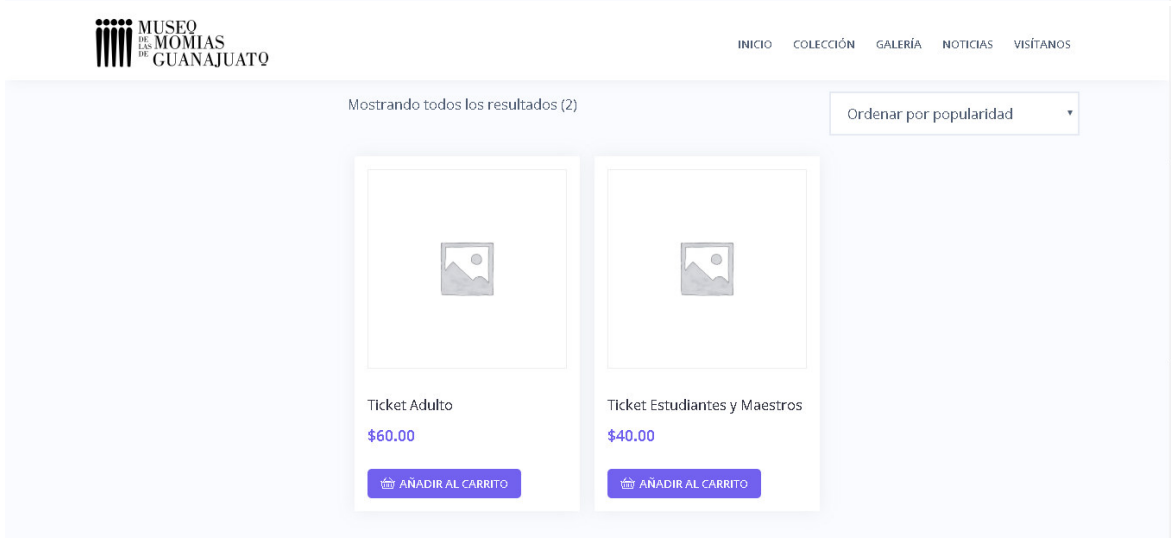 MUSEO
DE LAS DE MOMIAS
GUANAJUATO
INICIO COLECCIÓN GALERÍA NOTICIAS VISÍTANOS
Mostrando todos los resultados (2)
Ordenar por popularidad
Ticket Adulto
$60.00
AÑADIR AL CARRITO
Ticket Estudiantes y Maestros
$40.00
AÑADIR AL CARRITO